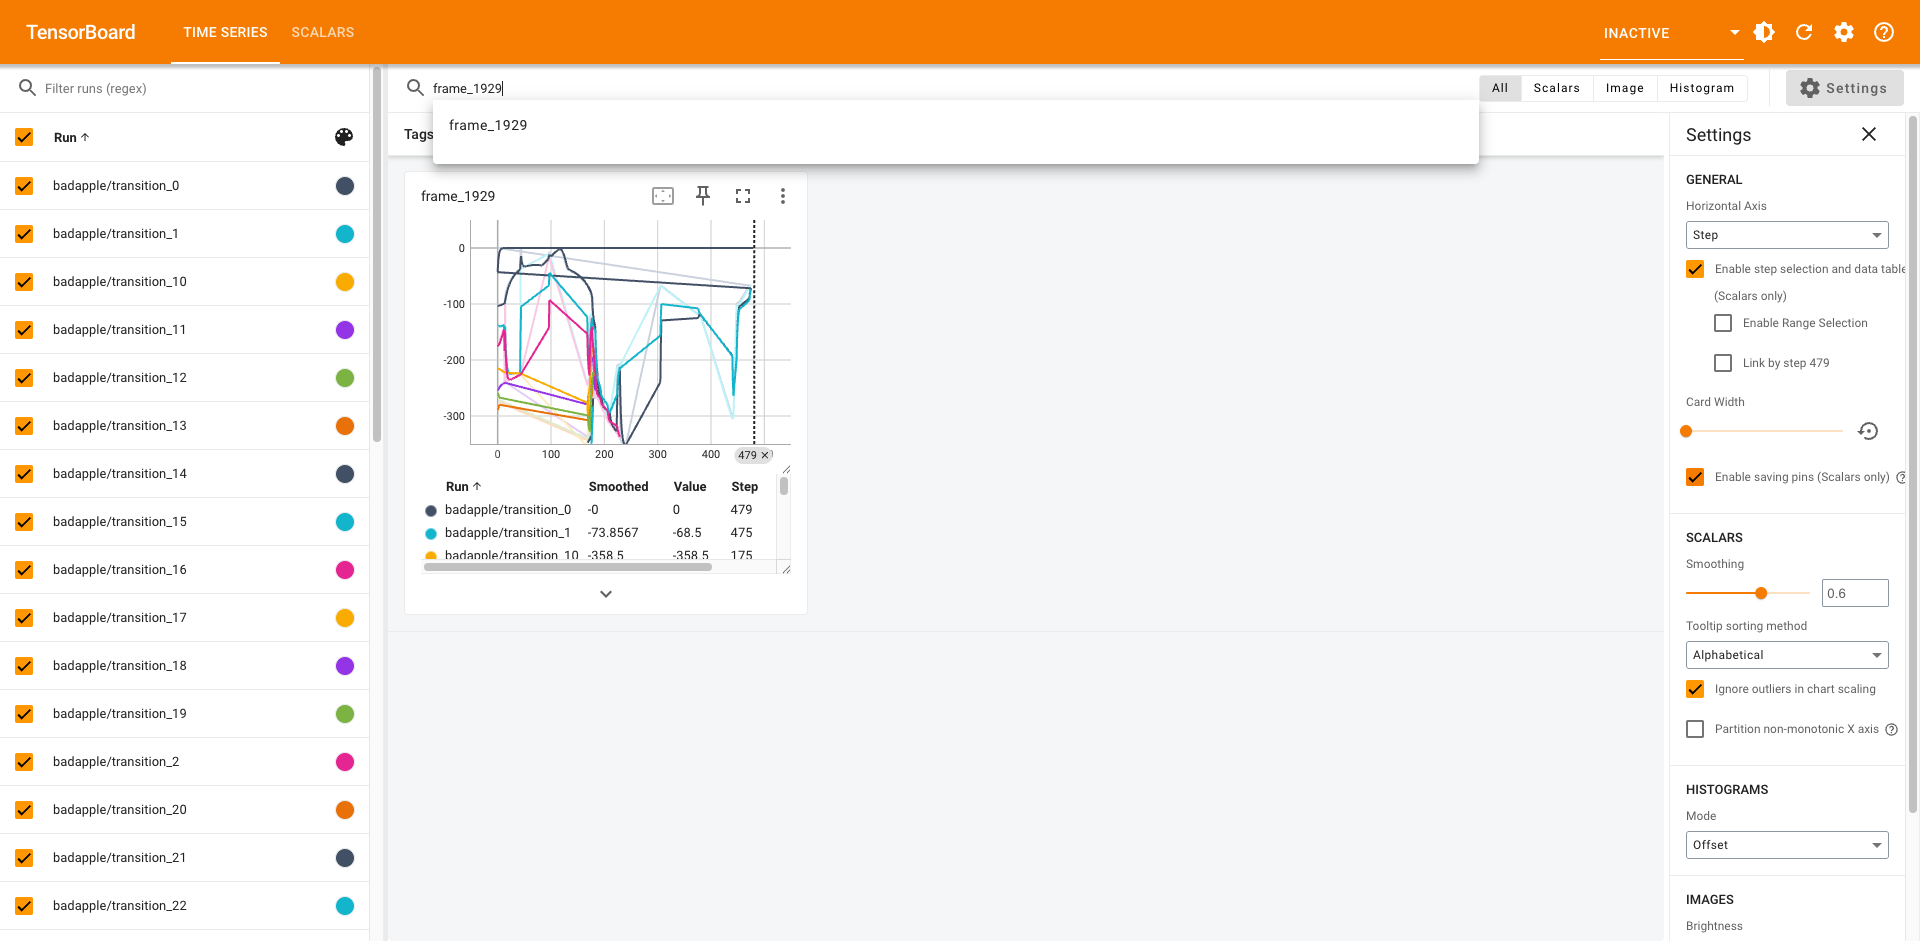 TensorBoard
TIME SERIES
SCALARS
INACTIVE
Filter runs (regex)
frame_1929
All
Scalars
Image
Histogram
Settings
frame_1929
Run
Tags
Settings
badapple/transition_0
badapple/transition_1
badapple/transition_10
badapple/transition_11
badapple/transition_12
badapple/transition_13
badapple/transition_14
badapple/transition_15
badapple/transition_16
badapple/transition_17
badapple/transition_18
badapple/transition_19
badapple/transition_2
badapple/transition_20
badapple/transition_21
badapple/transition_22
frame_1929
0
-100
-200
-300
0 100 200 300 400 479
Run Smoothed Value Step
badapple/transition_0 -0 0 479
badapple/transition_1 -73.8567 -68.5 475
badapple/transition_10 -358.5 -358.5 175
GENERAL
Horizontal Axis
Step
Enable step selection and data table
(Scalars only)
Enable Range Selection
Link by step 479
Card Width
Enable saving pins (Scalars only)
SCALARS
Smoothing
0.6
Tooltip sorting method
Alphabetical
Ignore outliers in chart scaling
Partition non-monotonic X axis
HISTOGRAMS
Mode
Offset
IMAGES
Brightness